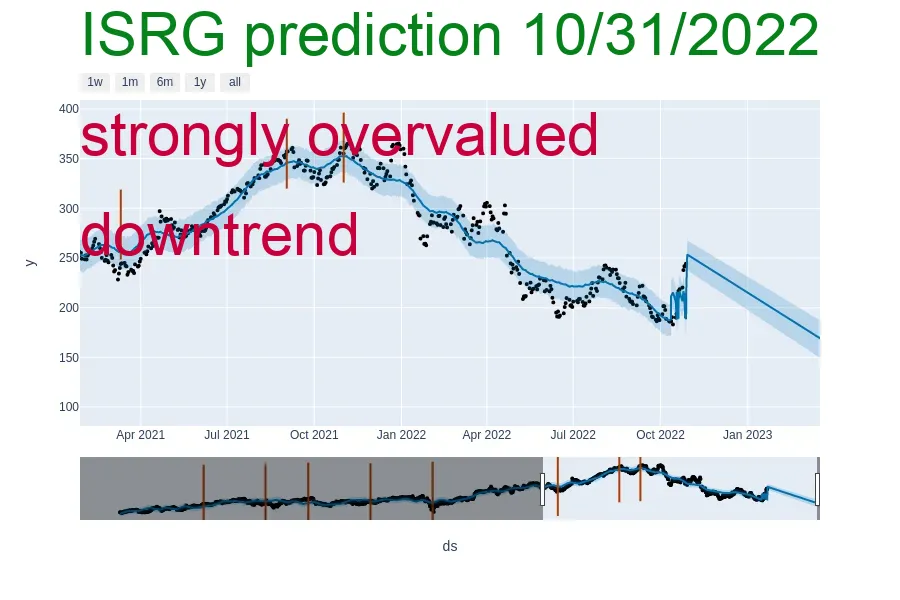 ISRG prediction 10/31/2022
1w 1m 6m 1y all
400
strongly overvalued
350
300
downtrend
250
y
200
150
100
Apr 2021 Jul 2021 Oct 2021 Jan 2022 Apr 2022 Jul 2022 Oct 2022 Jan 2023
ds